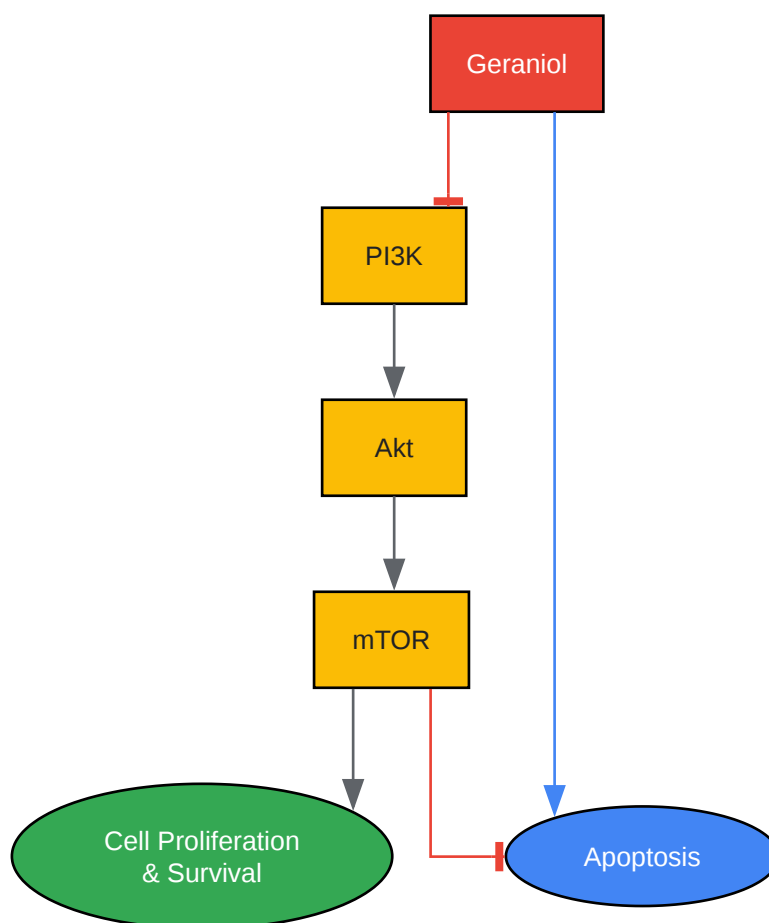 Geraniol
PI3K
Akt
mTOR
Cell Proliferation
& Survival
Apoptosis